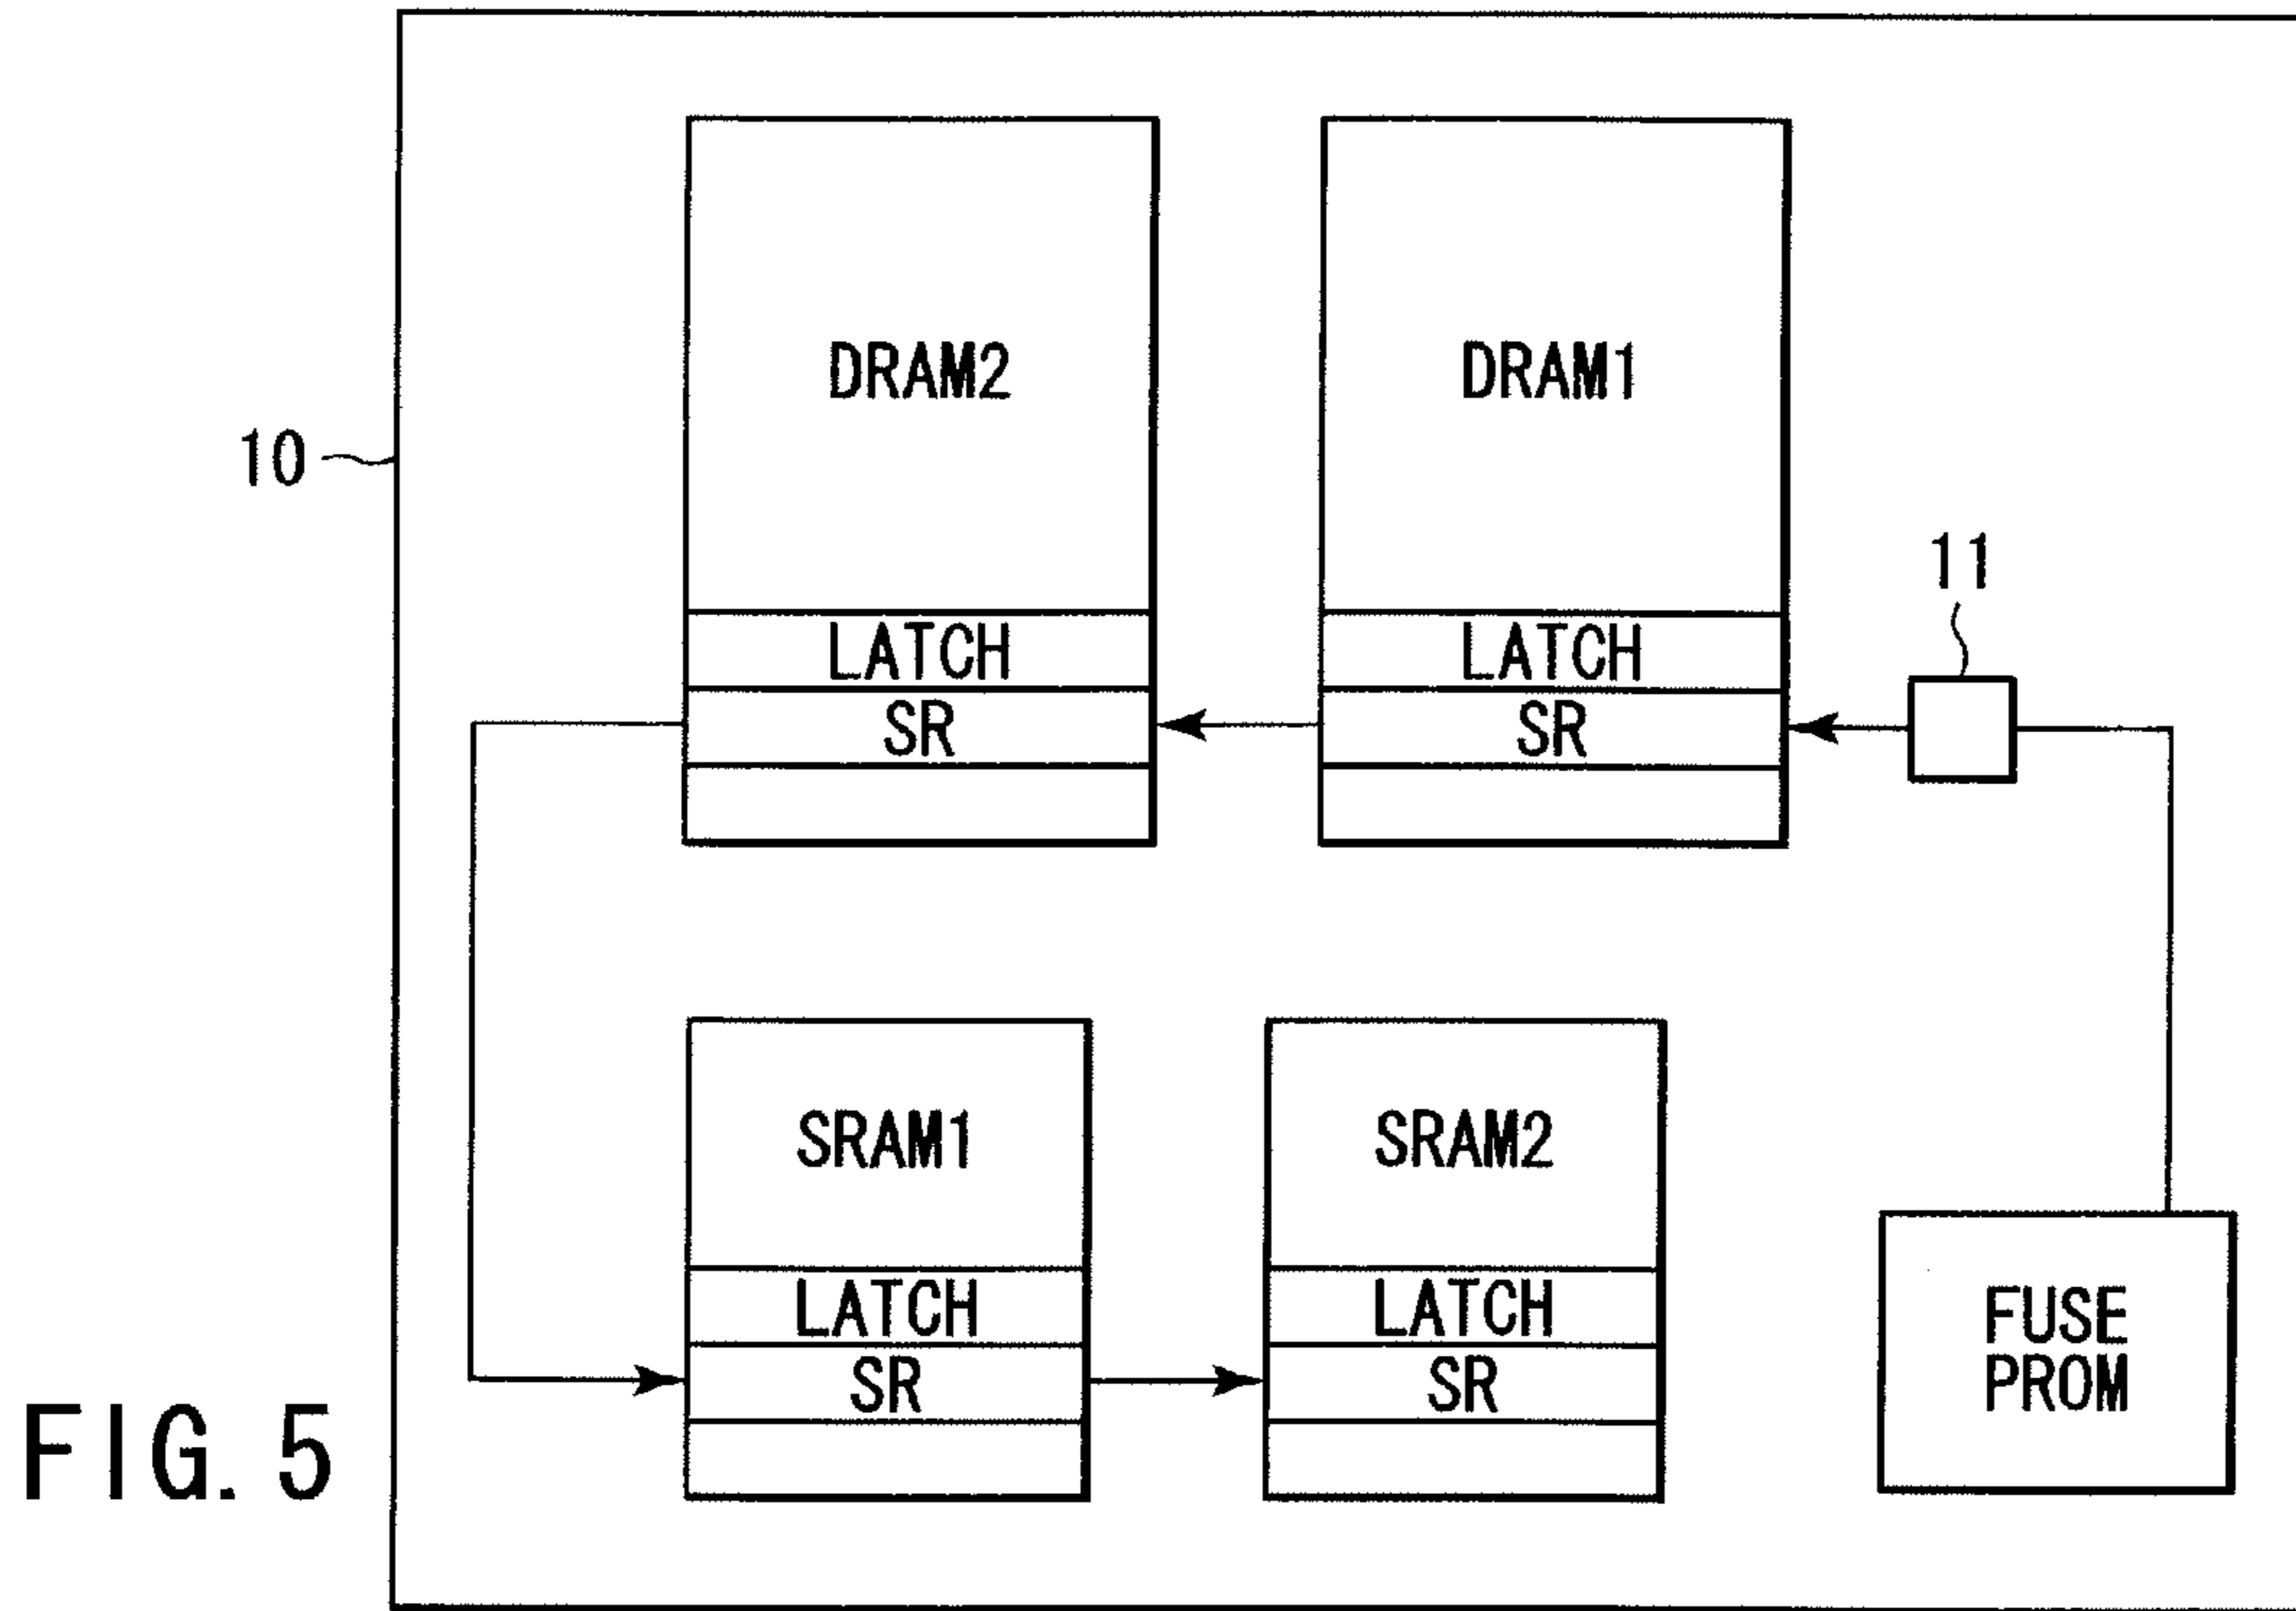 DRAM2
DRAM1
10
11
LATCH
LATCH
SR
SR
SRAM1
SRAM2
LATCH
LATCH
FUSE
PROM
SR
SR
FIG. 5